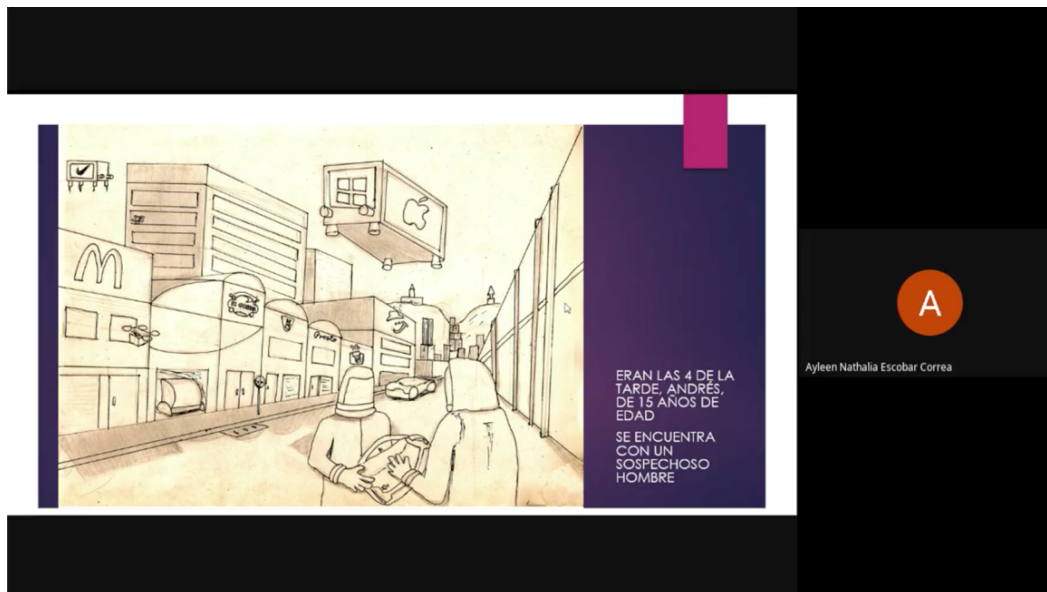 ERAN LAS 4 DE LA
TARDE, ANDRÉS,
DE 15 AÑOS DE
EDAD
SE ENCUENTRA
CON UN
SOSPECHOSO
HOMBRE
A
Ayleen Nathalia Escobar Correa